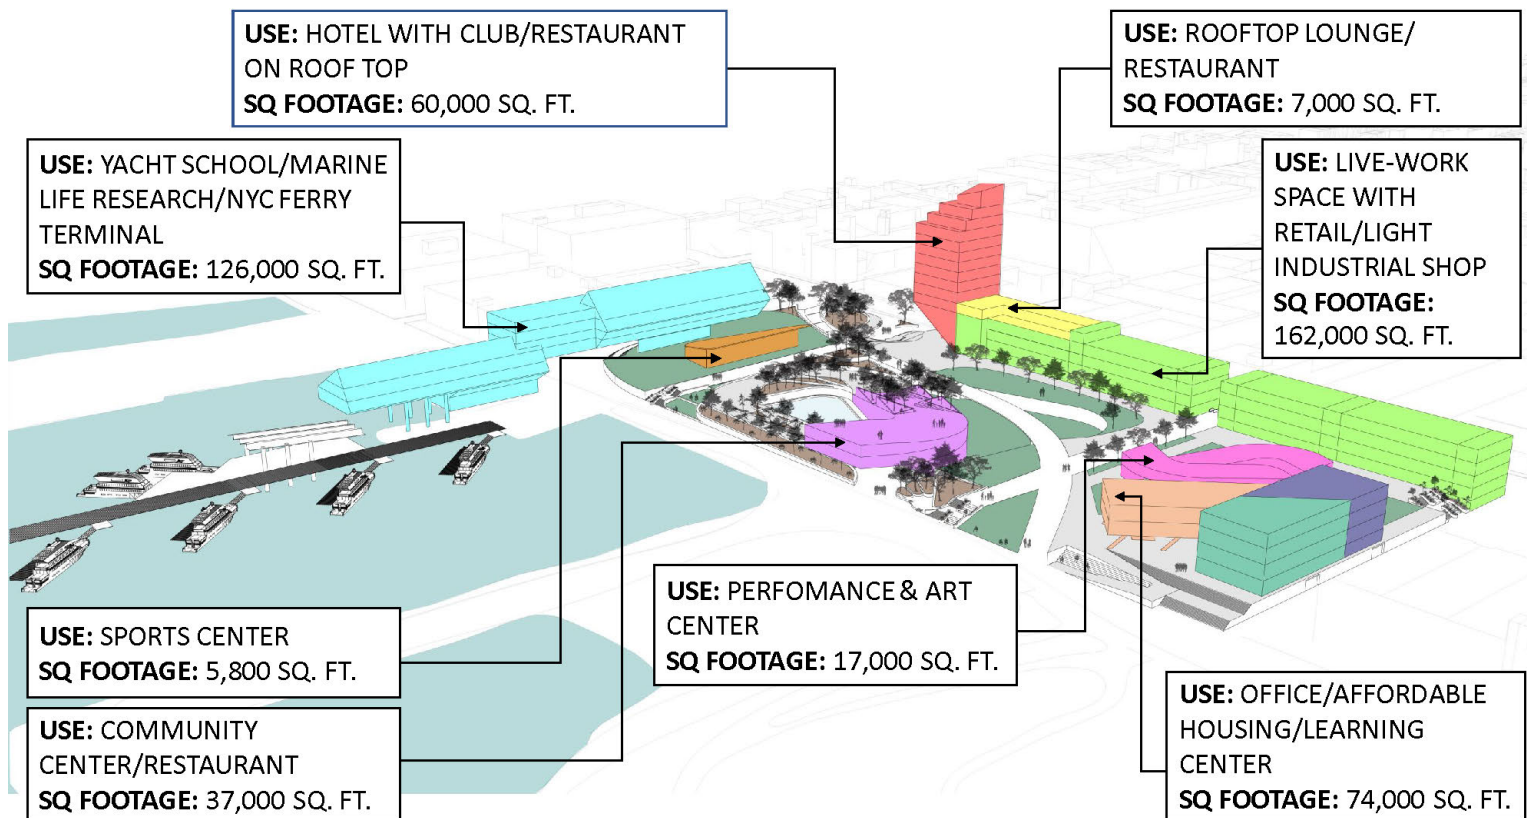 USE: HOTEL WITH CLUB/RESTAURANT
ON ROOF TOP
SQ FOOTAGE: 60,000 SQ. FT.
USE: ROOFTOP LOUNGE/
RESTAURANT
SQ FOOTAGE: 7,000 SQ. FT.
USE: YACHT SCHOOL/MARINE
LIFE RESEARCH/NYC FERRY
TERMINAL
SQ FOOTAGE: 126,000 SQ. FT.
USE: LIVE-WORK
SPACE WITH
RETAIL/LIGHT
INDUSTRIAL SHOP
SQ FOOTAGE:
162,000 SQ. FT.
USE: SPORTS CENTER
SQ FOOTAGE: 5,800 SQ. FT.
USE: PERFOMANCE & ART
CENTER
SQ FOOTAGE: 17,000 SQ. FT.
USE: COMMUNITY
CENTER/RESTAURANT
SQ FOOTAGE: 37,000 SQ. FT.
USE: OFFICE/AFFORDABLE
HOUSING/LEARNING
CENTER
SQ FOOTAGE: 74,000 SQ. FT.